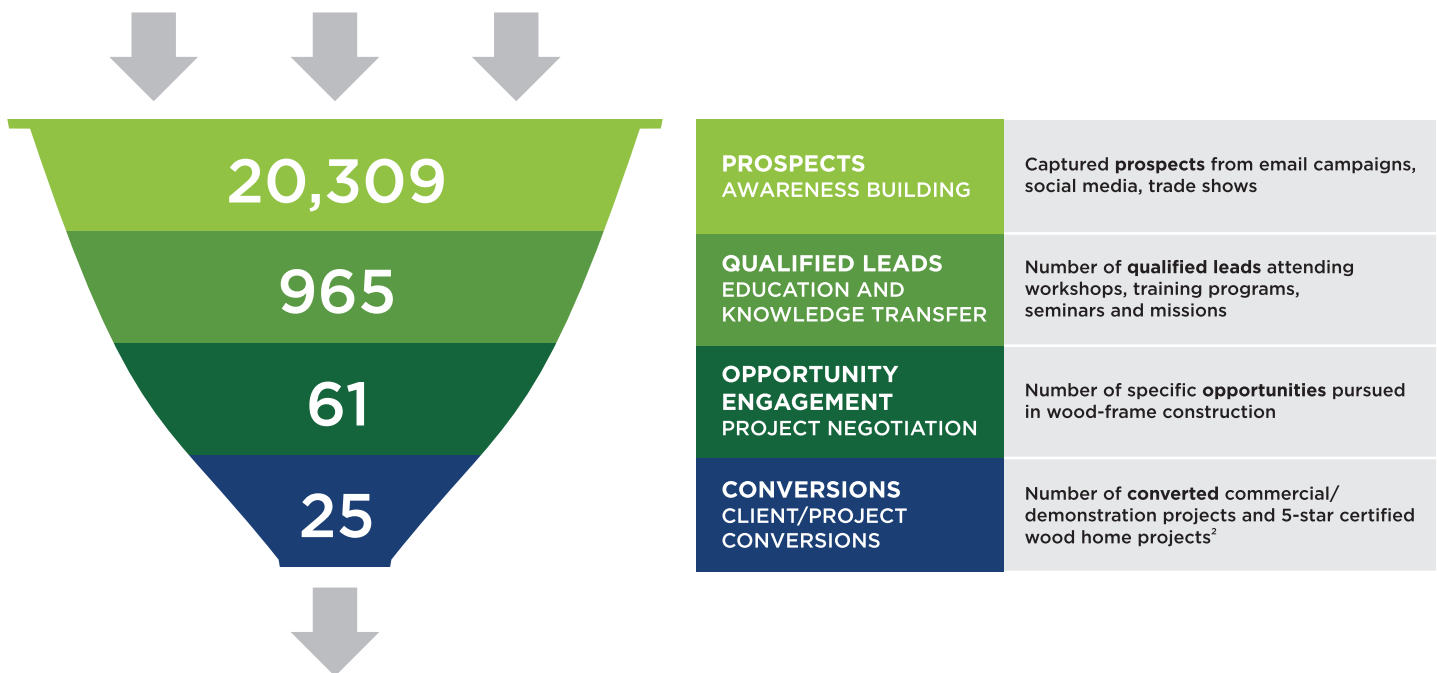 20,309
PROSPECTS
AWARENESS BUILDING
Captured prospects from email campaigns,
social media, trade shows
965
QUALIFIED LEADS
EDUCATION AND
KNOWLEDGE TRANSFER
Number of qualified leads attending
workshops, training programs,
seminars and missions
61
OPPORTUNITY
ENGAGEMENT
PROJECT NEGOTIATION
Number of specific opportunities pursued
in wood-frame construction
25
CONVERSIONS
CLIENT/PROJECT
CONVERSIONS
Number of converted commercial/
demonstration projects and 5-star certified
wood home projects²